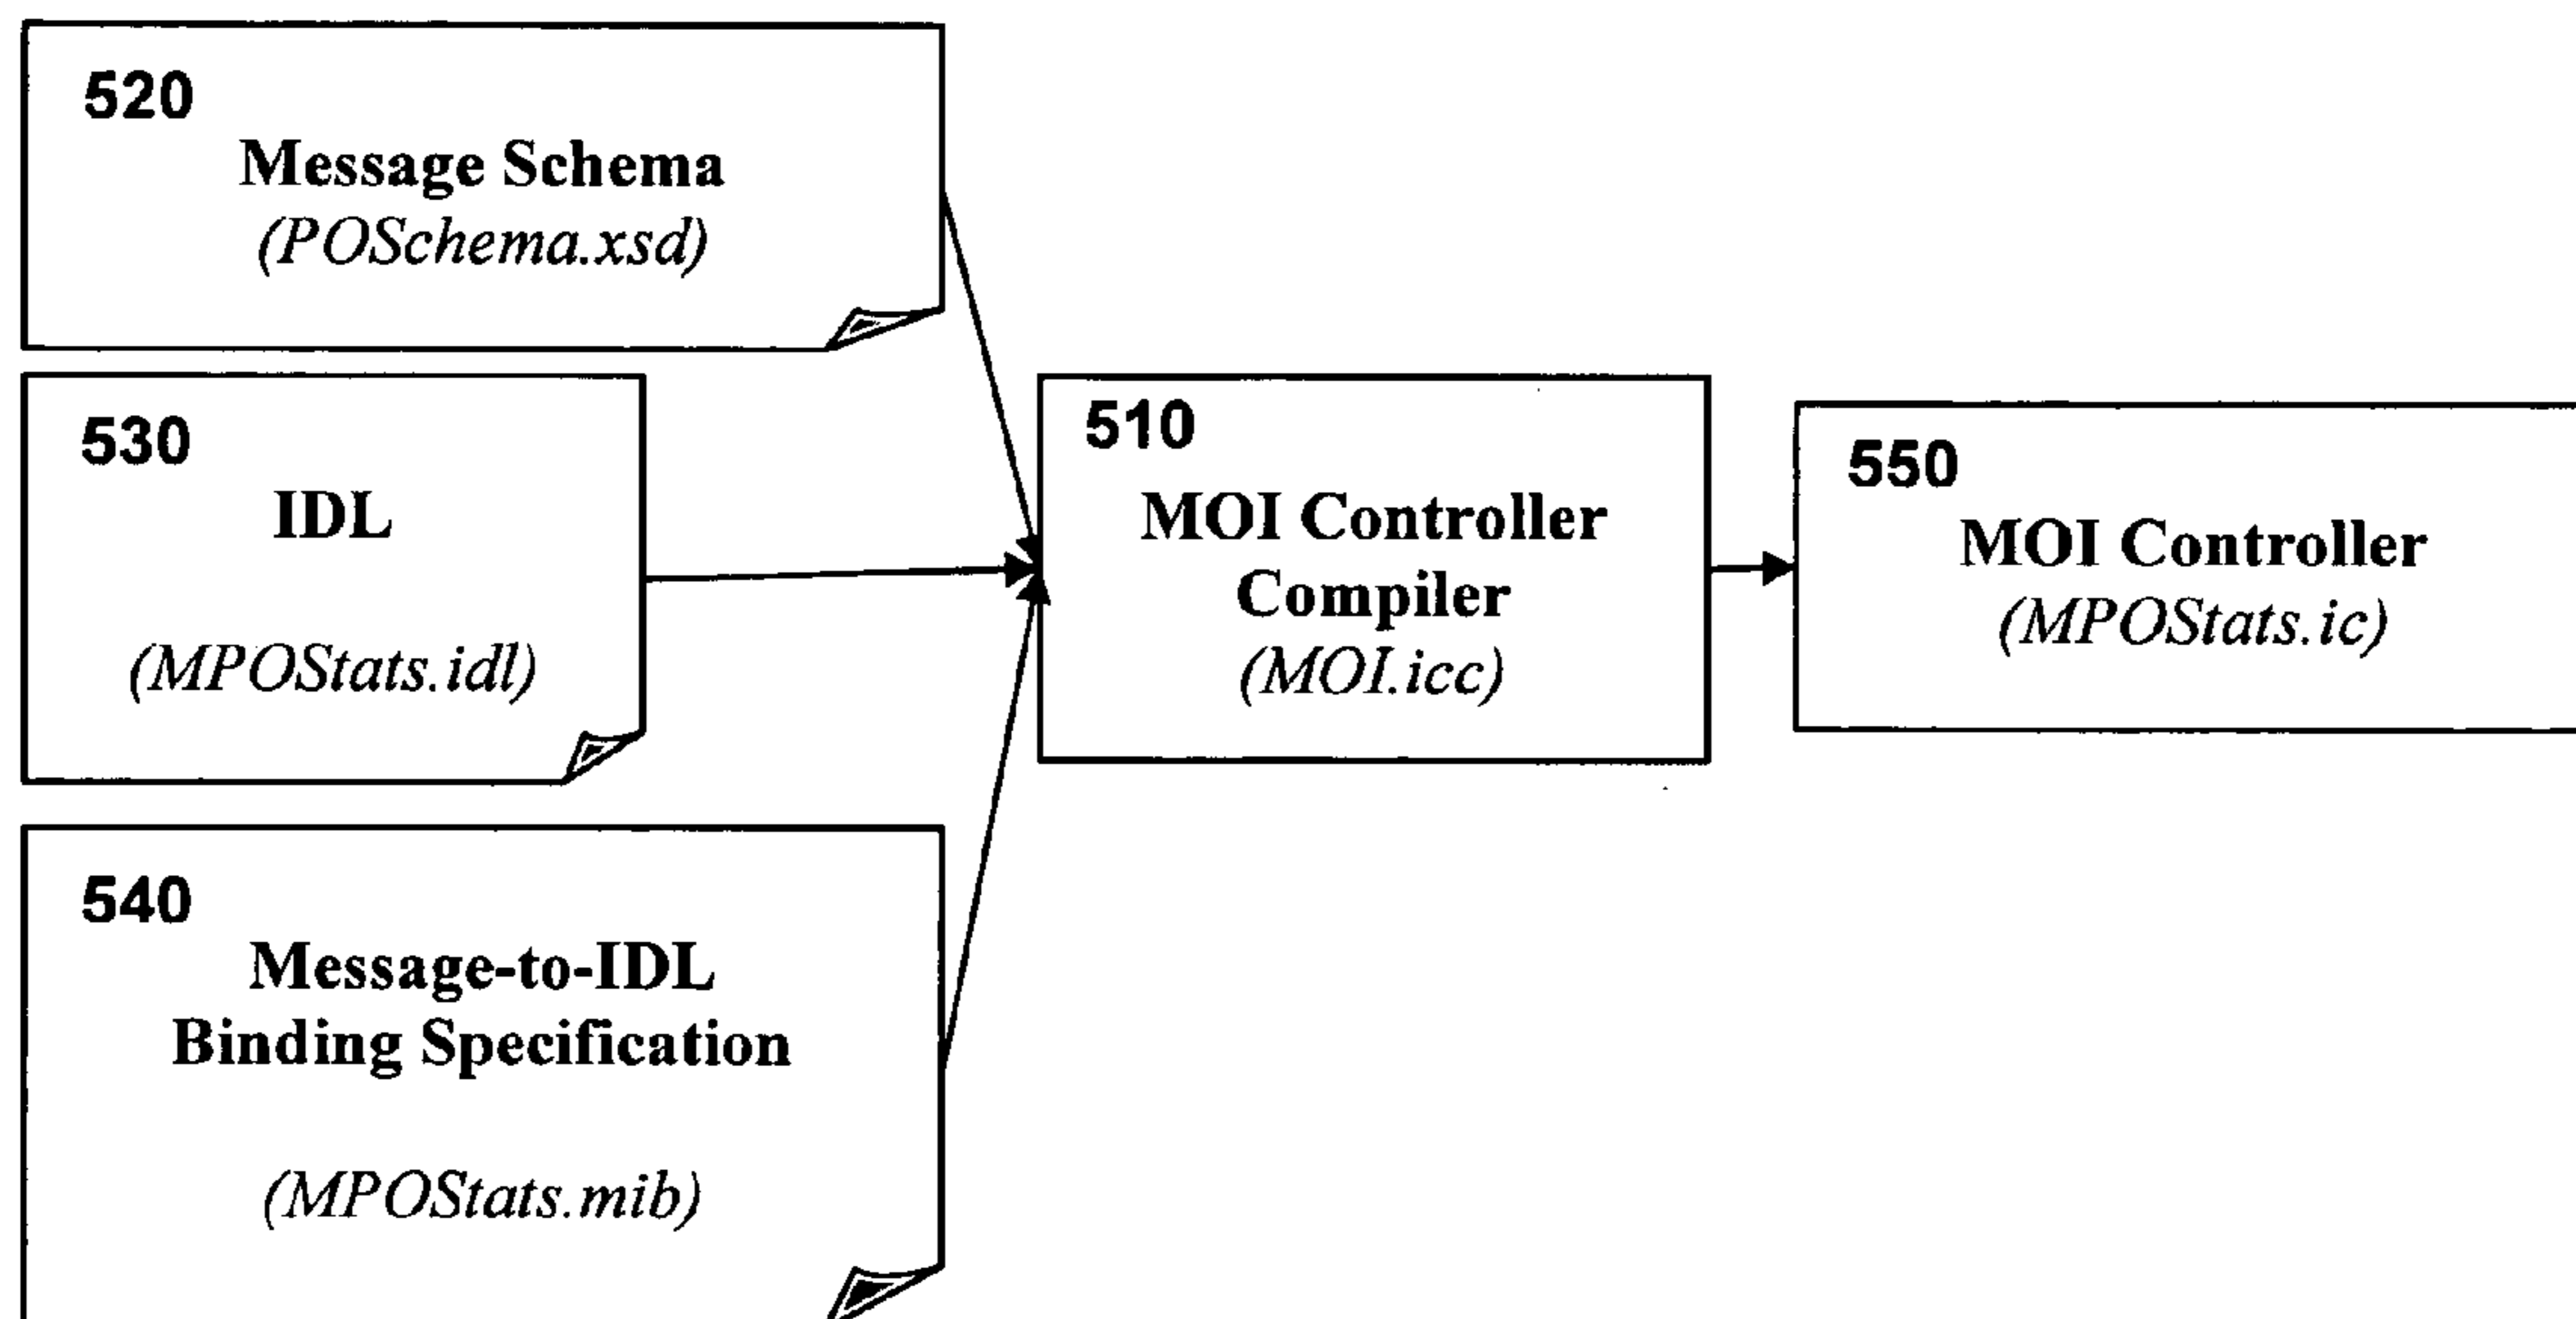 520
Message Schema
(POSchema.xsd)
530
IDL
(MPOStats.idl)
540
Message-to-IDL
Binding Specification
(MPOStats.mib)
510
MOI Controller
Compiler
(MOI.icc)
550
MOI Controller
(MPOStats.ic)